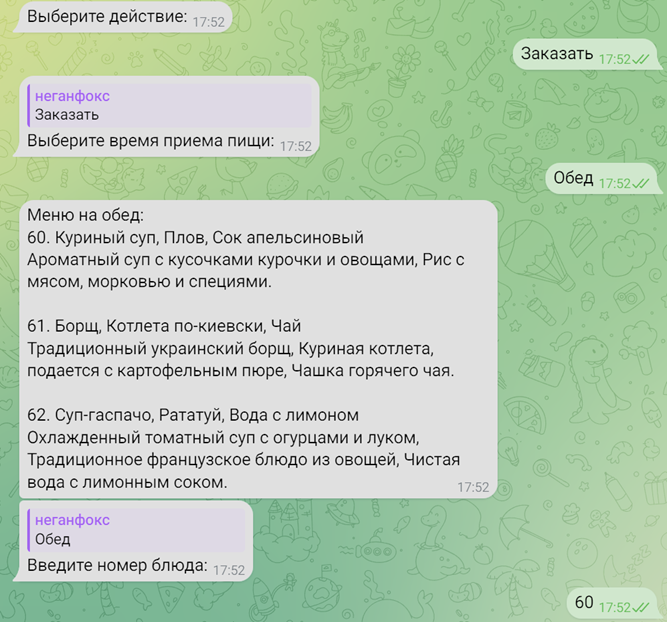 Выберите действие: 17:52
Заказать 17:52
неганфокс
Заказать
Выберите время приема пищи: 17:52
Обед 17:52
Меню на обед:
60. Куриный суп, Плов, Сок апельсиновый
Ароматный суп с кусочками курочки и овощами, Рис с
мясом, морковью и специями.
61. Борщ, Котлета по-киевски, Чай
Традиционный украинский борщ, Куриная котлета,
подается с картофельным пюре, Чашка горячего чая.
62. Суп-гаспачо, Рататуй, Вода с лимоном
Охлажденный томатный суп с огурцами и луком,
Традиционное французское блюдо из овощей, Чистая
вода с лимонным соком.
17:52
неганфокс
Обед
Введите номер блюда: 17:52
60 17:52